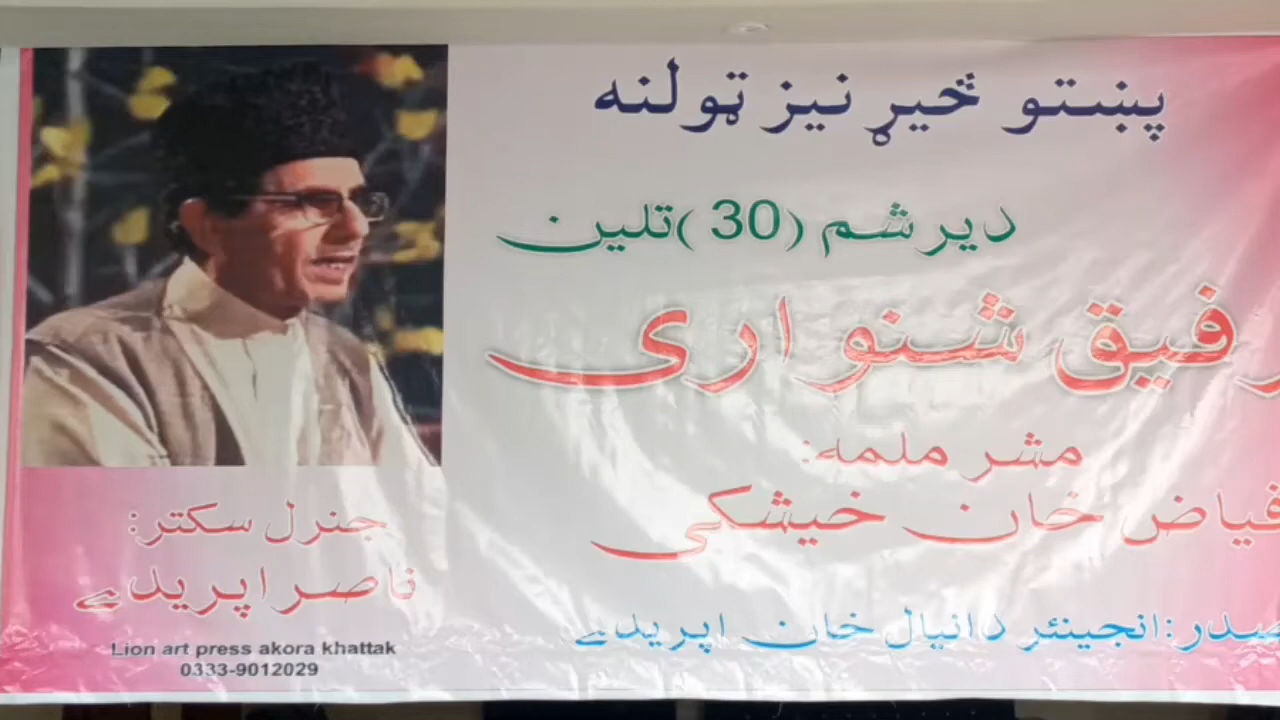 پښتو څېړنیز ټولنه
دیرشم (30) تلین
رفیق شنواری
مشر ملمه:
فیاض خان خیشکی
صدر: انجینئر دانیال خان اپریدے
جنرل سکتر:
ناصر اپریدے
Lion art press akora khattak
0333-9012029